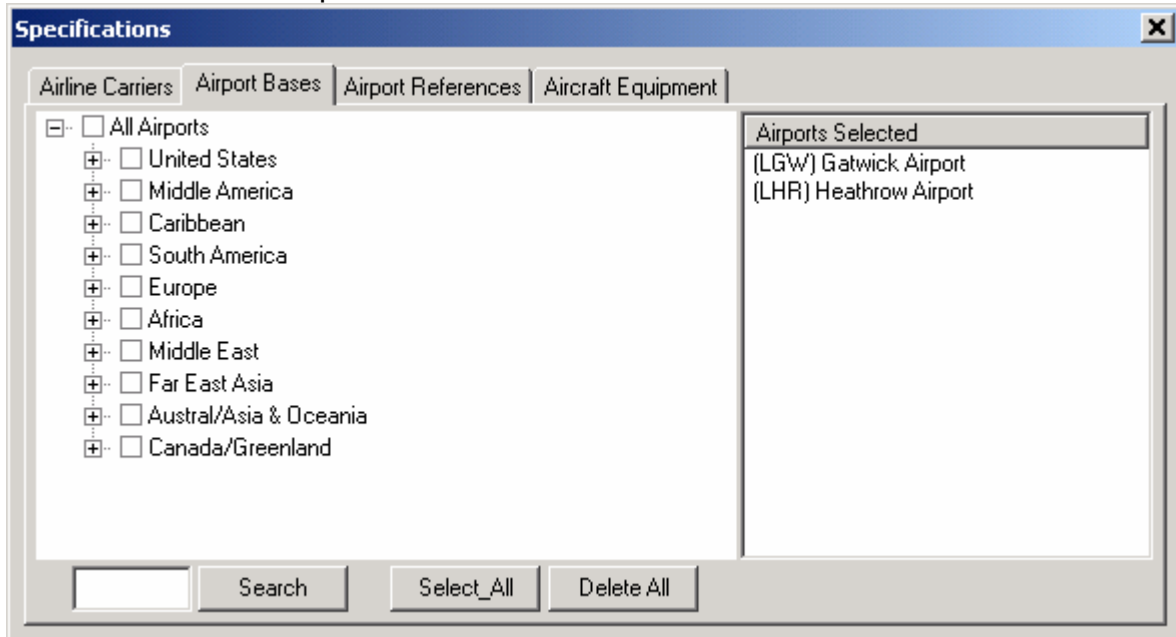 Specifications
Airline Carriers Airport Bases Airport References Aircraft Equipment
All Airports
United States
Middle America
Caribbean
South America
Europe
Africa
Middle East
Far East Asia
Austral/Asia & Oceania
Canada/Greenland
Airports Selected
(LGW) Gatwick Airport
(LHR) Heathrow Airport
Search Select_All Delete All